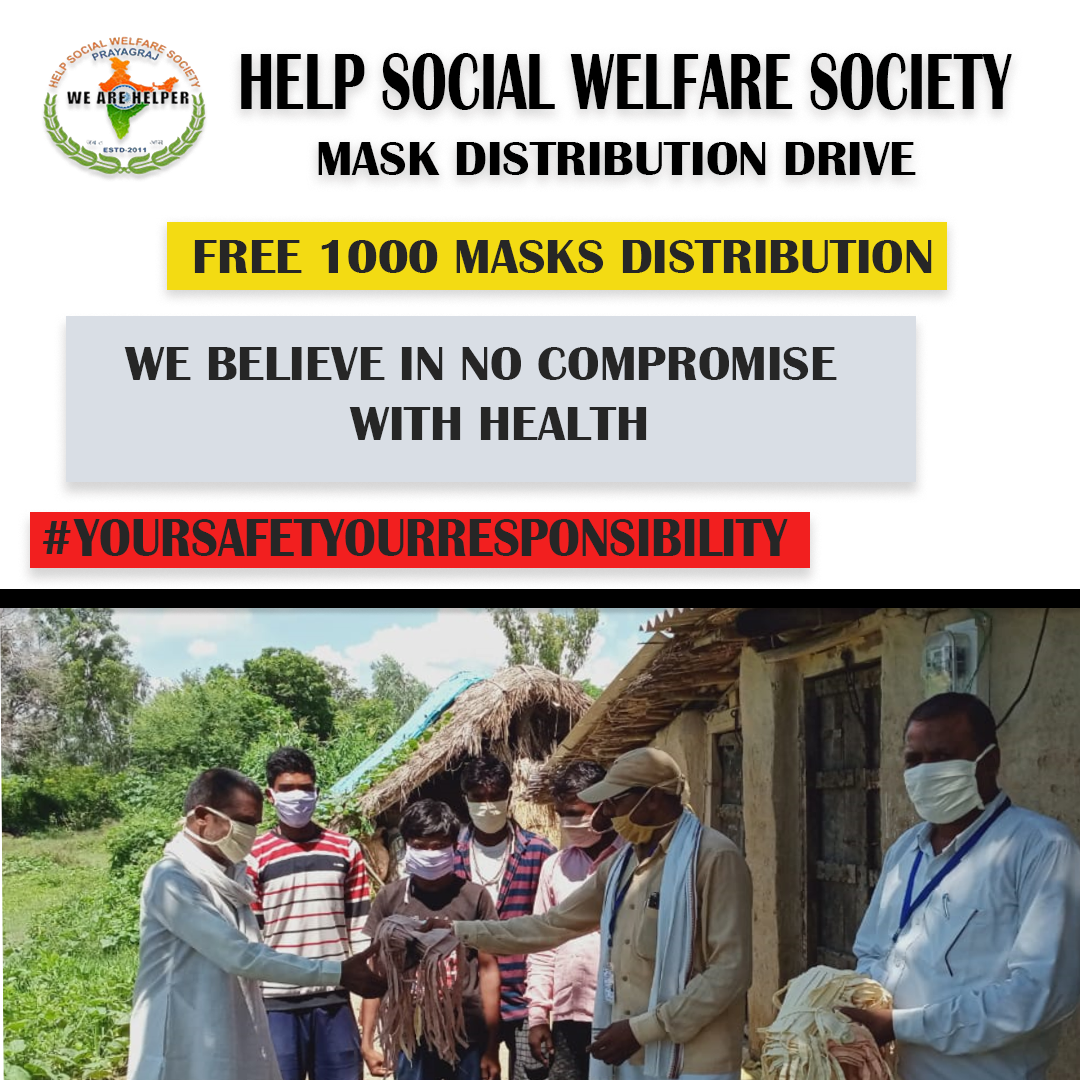 HELP SOCIAL WELFARE SOCIETY
PRAYAGRAJ
WE ARE HELPER
ESTD-2011
HELP SOCIAL WELFARE SOCIETY
MASK DISTRIBUTION DRIVE
FREE 1000 MASKS DISTRIBUTION
WE BELIEVE IN NO COMPROMISE
WITH HEALTH
#YOURSAFETYOURRESPONSIBILITY